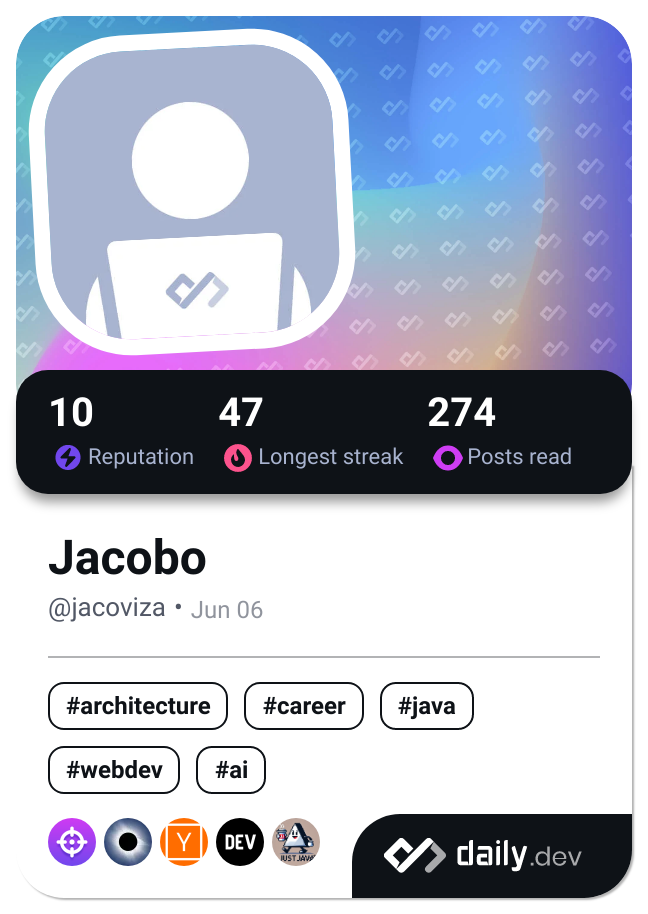 10 47 274
Reputation Longest streak Posts read
Jacobo
@jacoviza • Jun 06
#architecture #career #java
#webdev #ai
Y DEV JUST JAVA
daily.dev